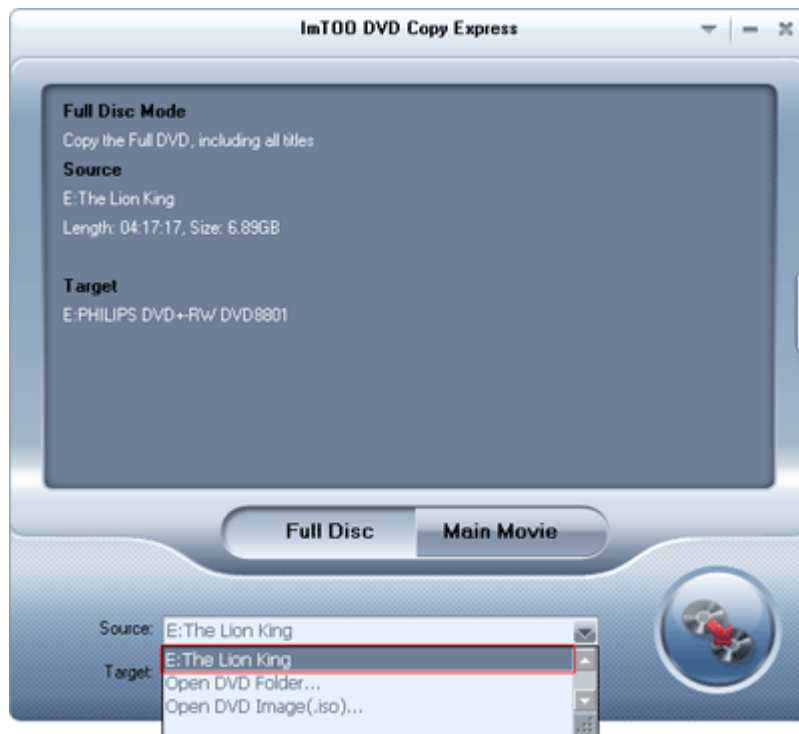 ImTOO DVD Copy Express
Full Disc Mode
Copy the Full DVD, including all titles
Source
E:The Lion King
Length: 04:17:17, Size: 6.89GB
Target
E:PHILIPS DVD+-RW DVD8801
Full Disc Main Movie
Source: E:The Lion King
E:The Lion King
Target:
Open DVD Folder...
Open DVD Image(.iso)...